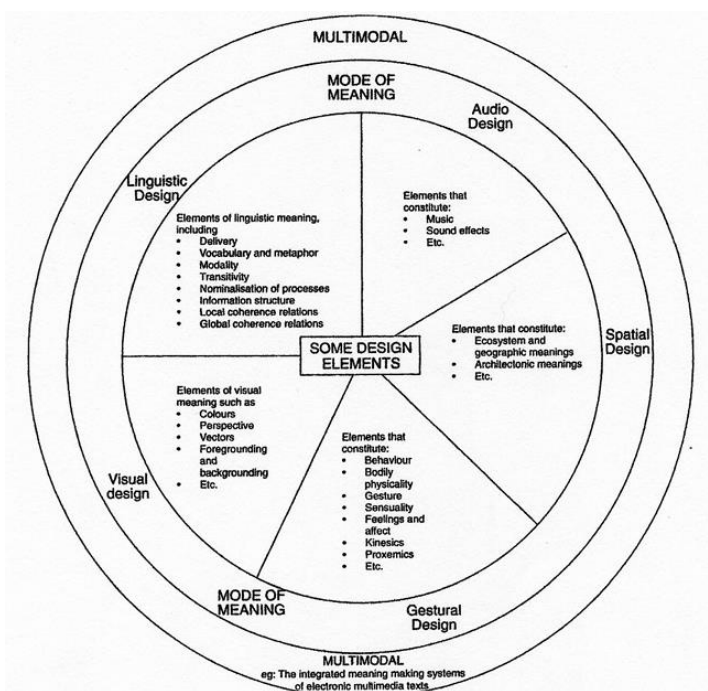 MULTIMODAL
MODE OF
MEANING
Audio
Design
Linguistic
Design
Elements of linguistic meaning,
including
• Delivery
• Vocabulary and metaphor
• Modality
• Transitivity
• Nominalisation of processes
• Information structure
• Local coherence relations
• Global coherence relations
Elements that
constitute:
• Music
• Sound effects
• Etc.
Elements that constitute:
• Ecosystem and
geographic meanings
• Architectonic meanings
• Etc.
Spatial
Design
SOME DESIGN
ELEMENTS
Elements of visual
meaning such as
• Colours
• Perspective
• Vectors
• Foregrounding
and
backgrounding
• Etc.
Visual
design
Elements that
constitute:
• Behaviour
• Bodily
physicality
• Gesture
• Sensuality
• Feelings and
affect
• Kinesics
• Proxemics
• Etc.
MODE OF
MEANING
Gestural
Design
MULTIMODAL
eg: The integrated meaning making systems
of electronic multimedia texts